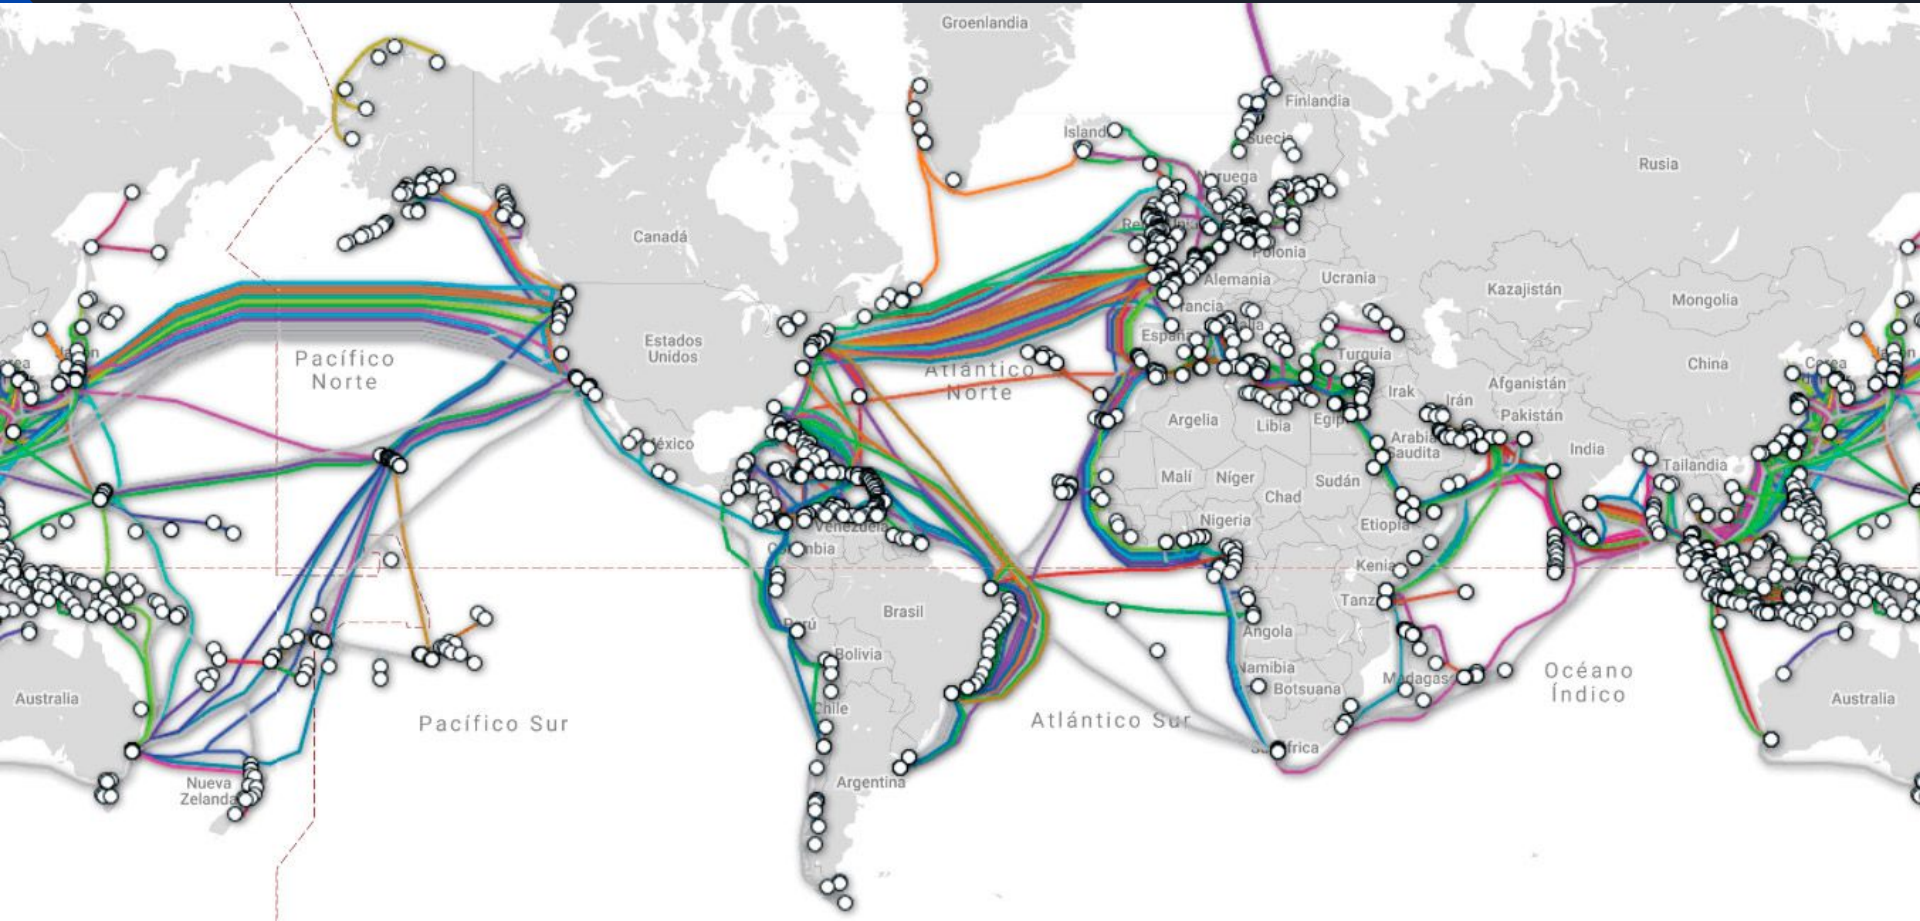 Groenlandia
Finlandia
Suecia
Noruega
Rusia
Canadá
Polonia
Alemania
Ucrania
Kazajistán
Mongolia
Estados
Unidos
Pacífico
Norte
Atlántico
Norte
Turquía
China
Corea
Irak
Afganistán
Irán
Pakistán
Argelia
Libia
Arabia
Saudita
India
México
Malí
Níger
Chad
Sudán
Tailandia
Nigeria
Etiopía
Venezuela
Kenia
Brasil
Perú
Angola
Bolivia
Namibia
Botsuana
Océano
Índico
Australia
Chile
Australia
Pacífico Sur
Atlántico Sur
Nueva
Zelanda
Argentina